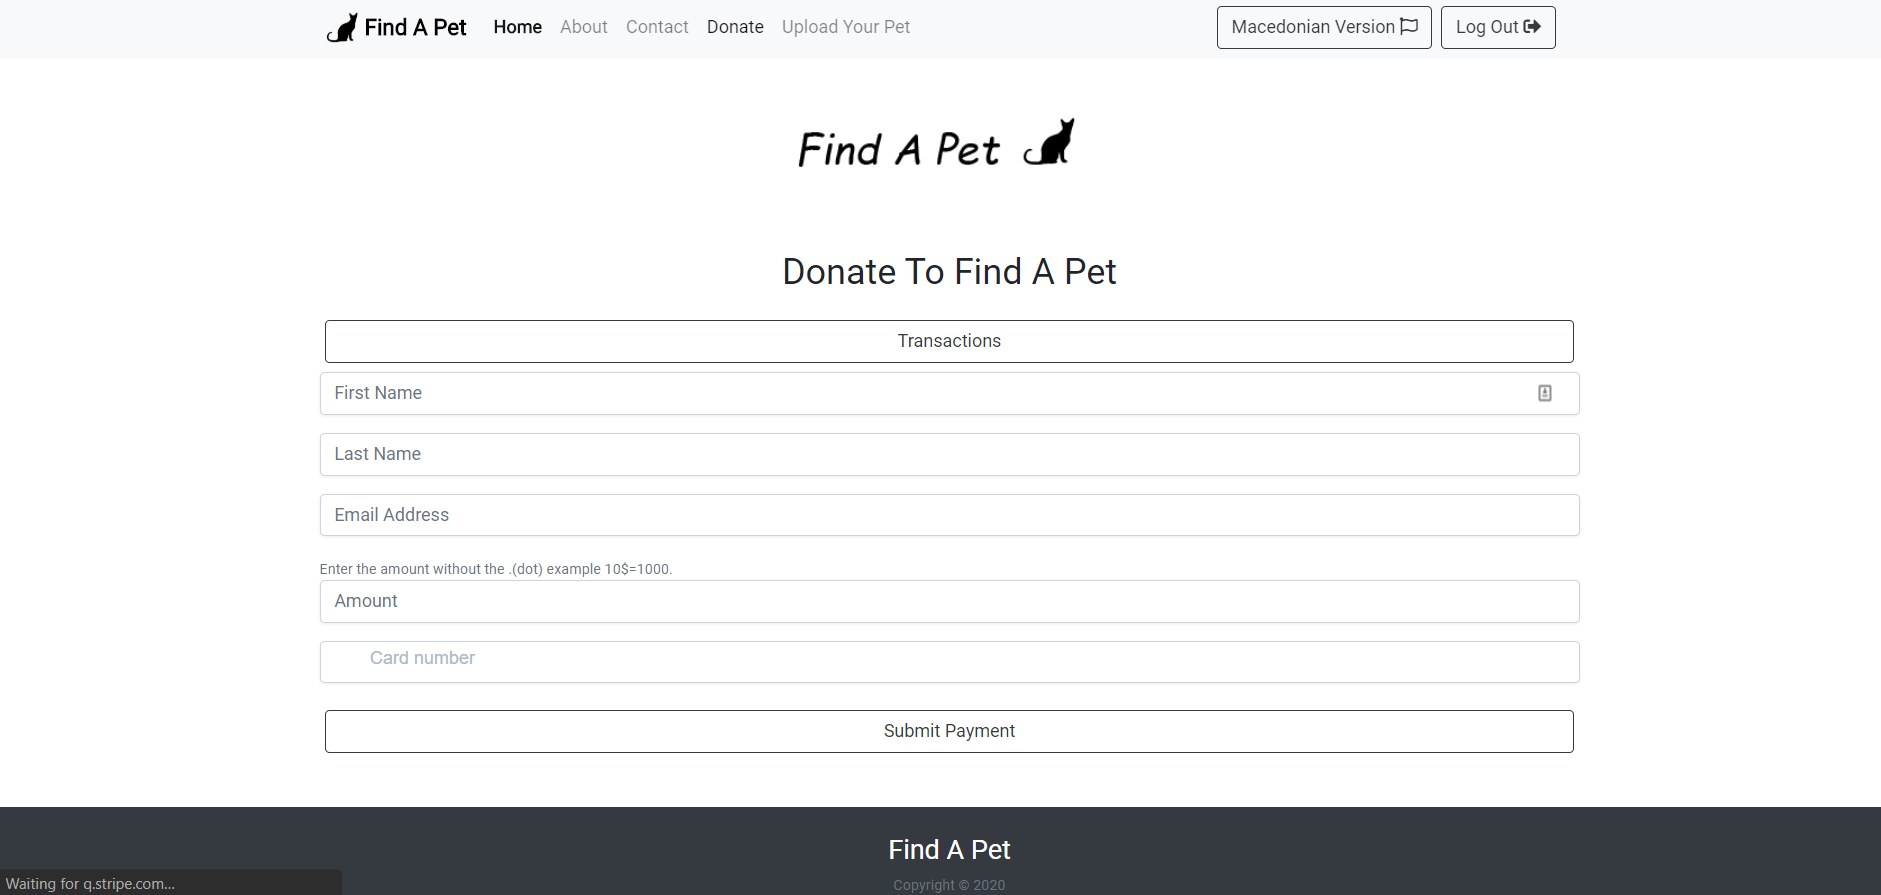 Find A Pet Home About Contact Donate Upload Your Pet Macedonian Version Log Out
Find A Pet
Donate To Find A Pet
Transactions
First Name
Last Name
Email Address
Enter the amount without the .(dot) example 10$=1000.
Amount
Card number
Submit Payment
Find A Pet
Copyright © 2020
Waiting for q.stripe.com...